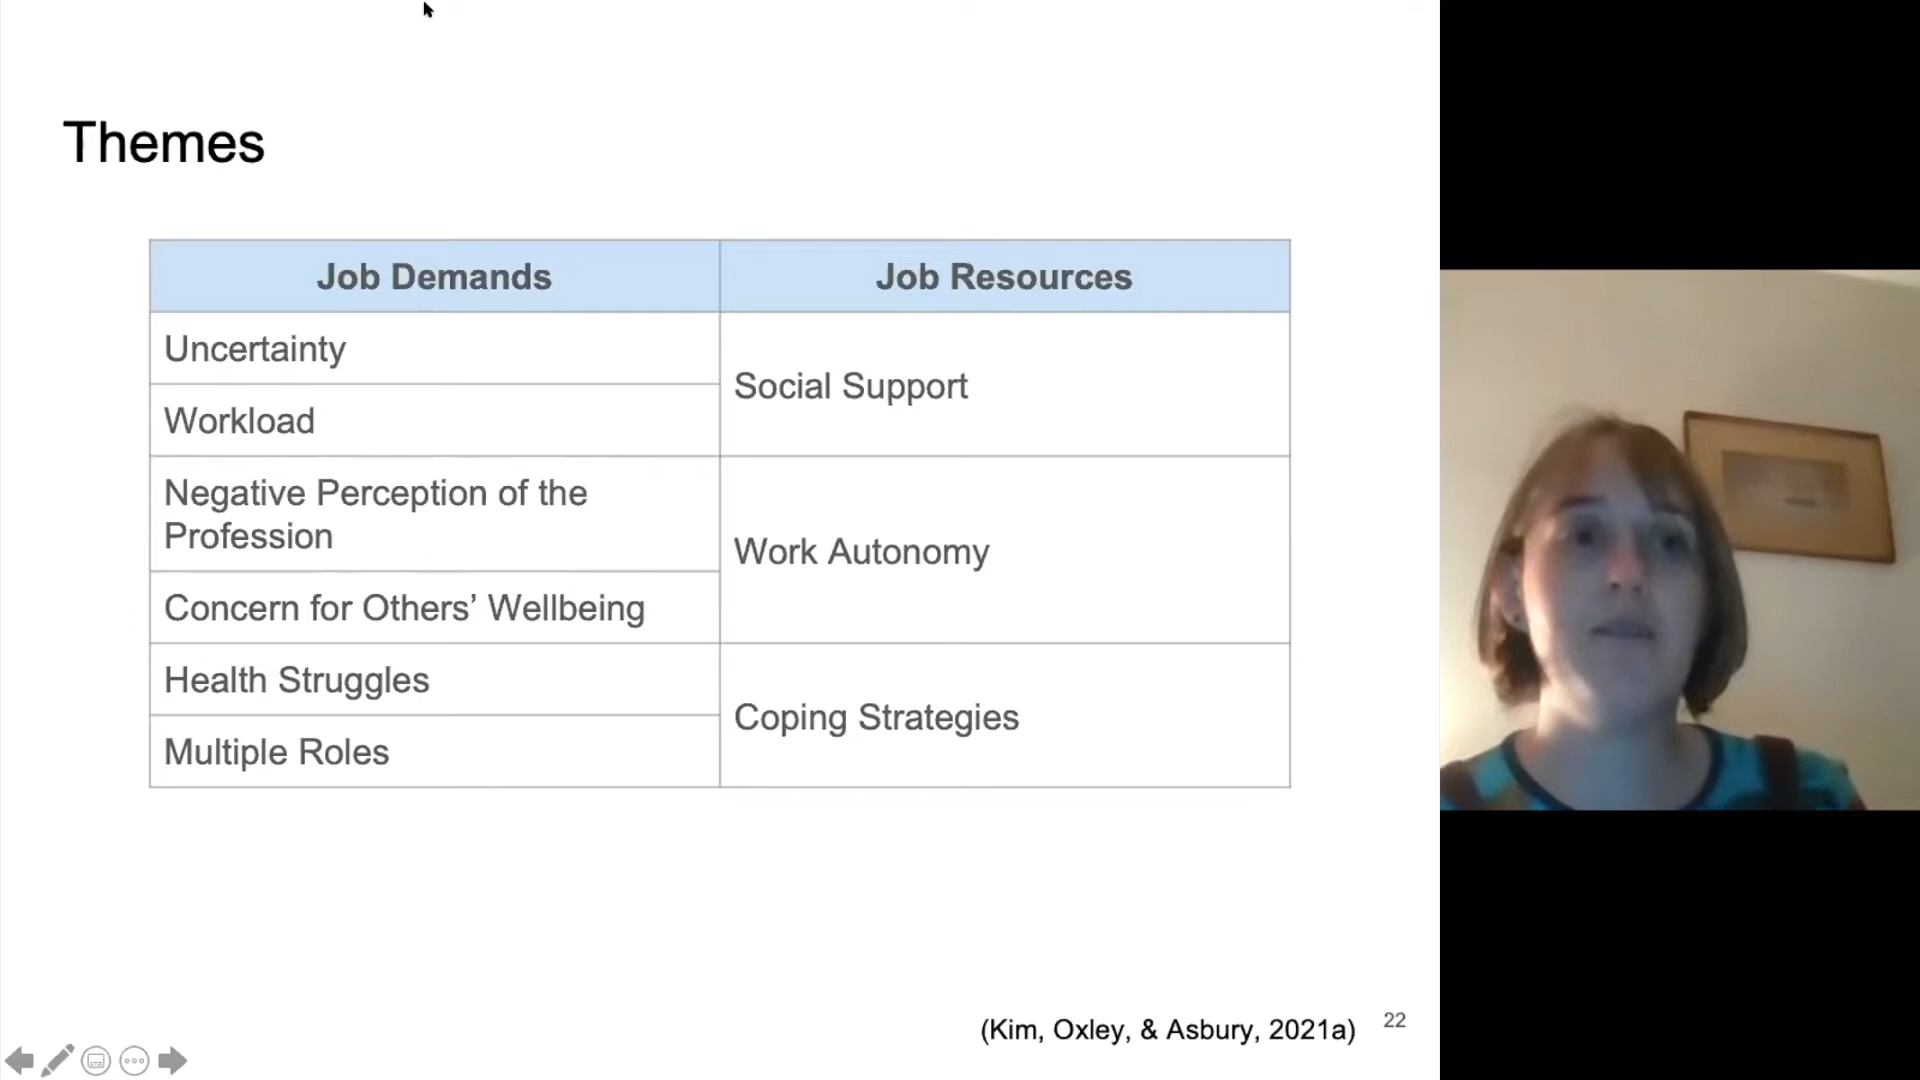 Themes
Job Demands
Job Resources
Uncertainty
Social Support
Workload
Negative Perception of the
Profession
Work Autonomy
Concern for Others’ Wellbeing
Health Struggles
Coping Strategies
Multiple Roles
(Kim, Oxley, & Asbury, 2021a)
22